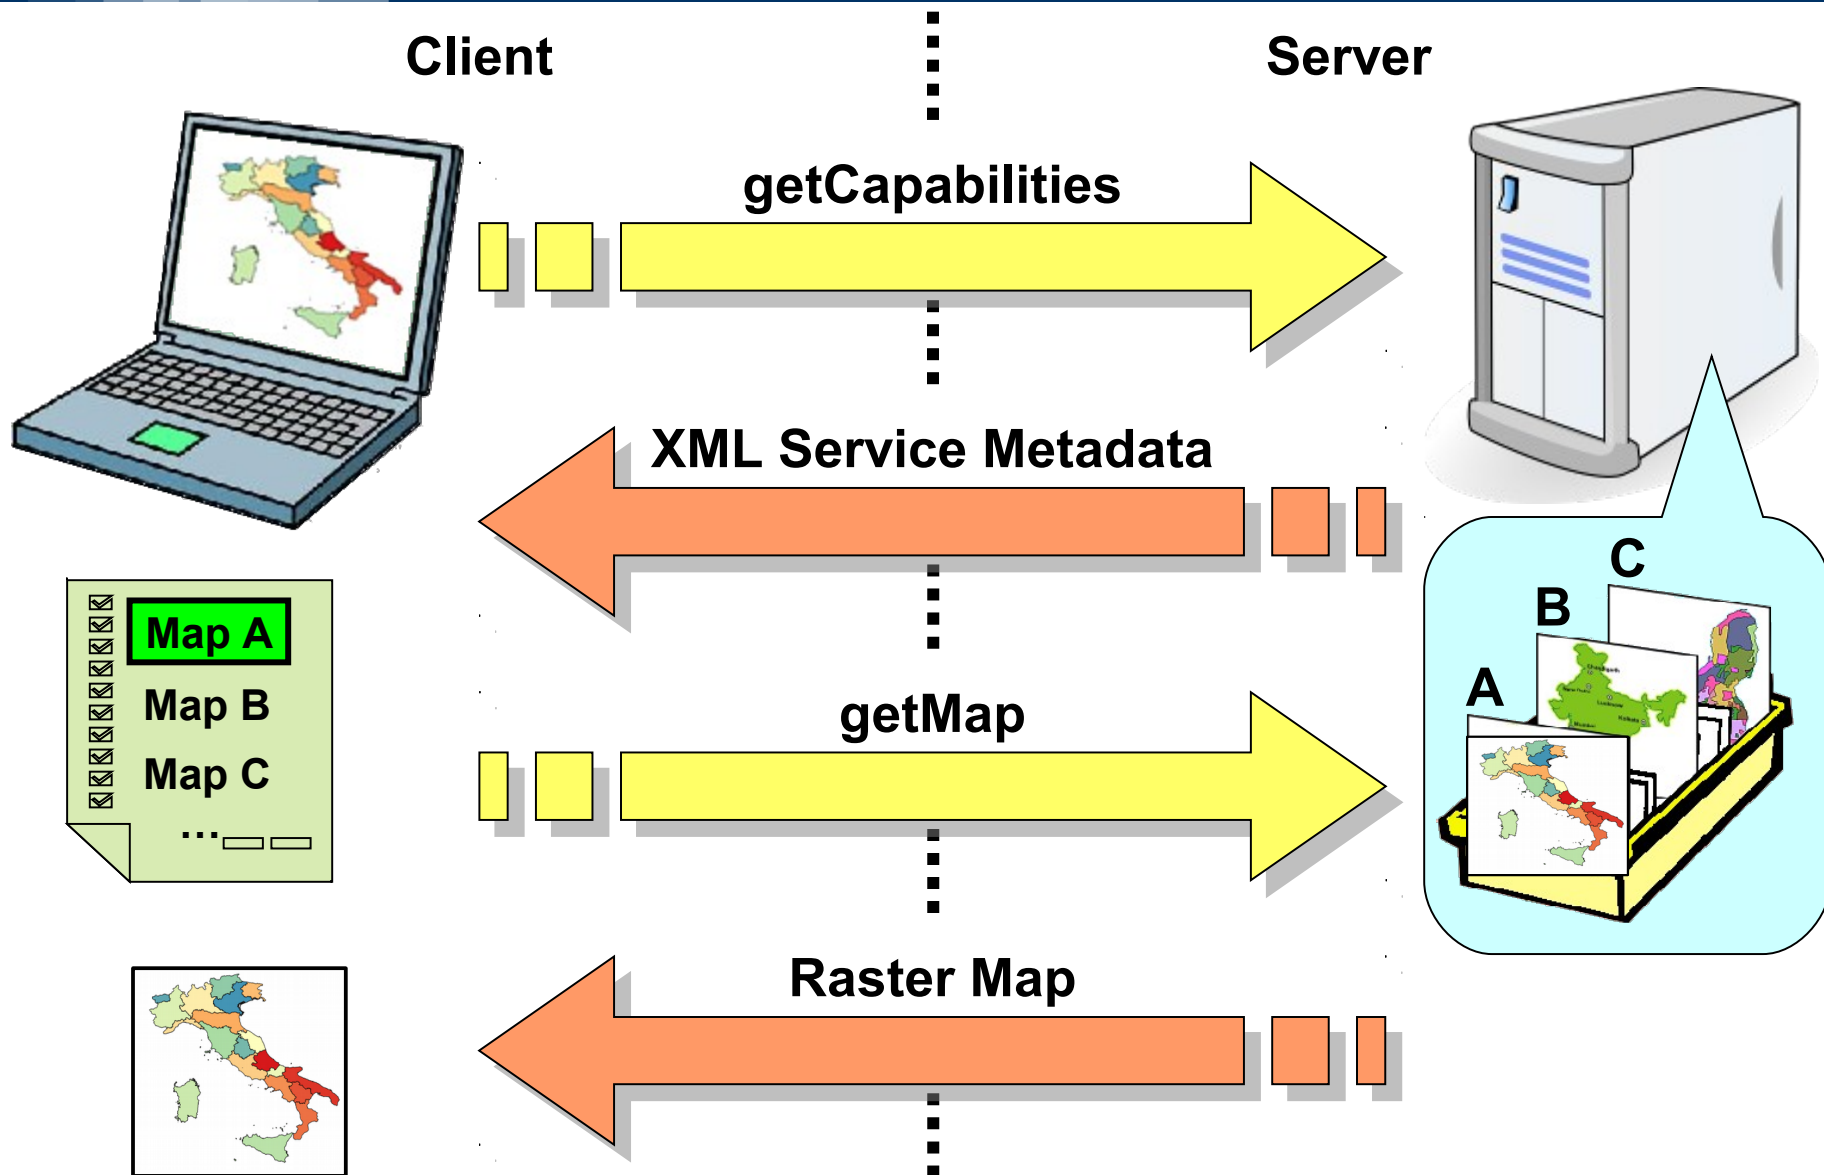 Client
Server
getCapabilities
XML Service Metadata
Map A
Map B
Map C
...
getMap
C
B
A
Raster Map